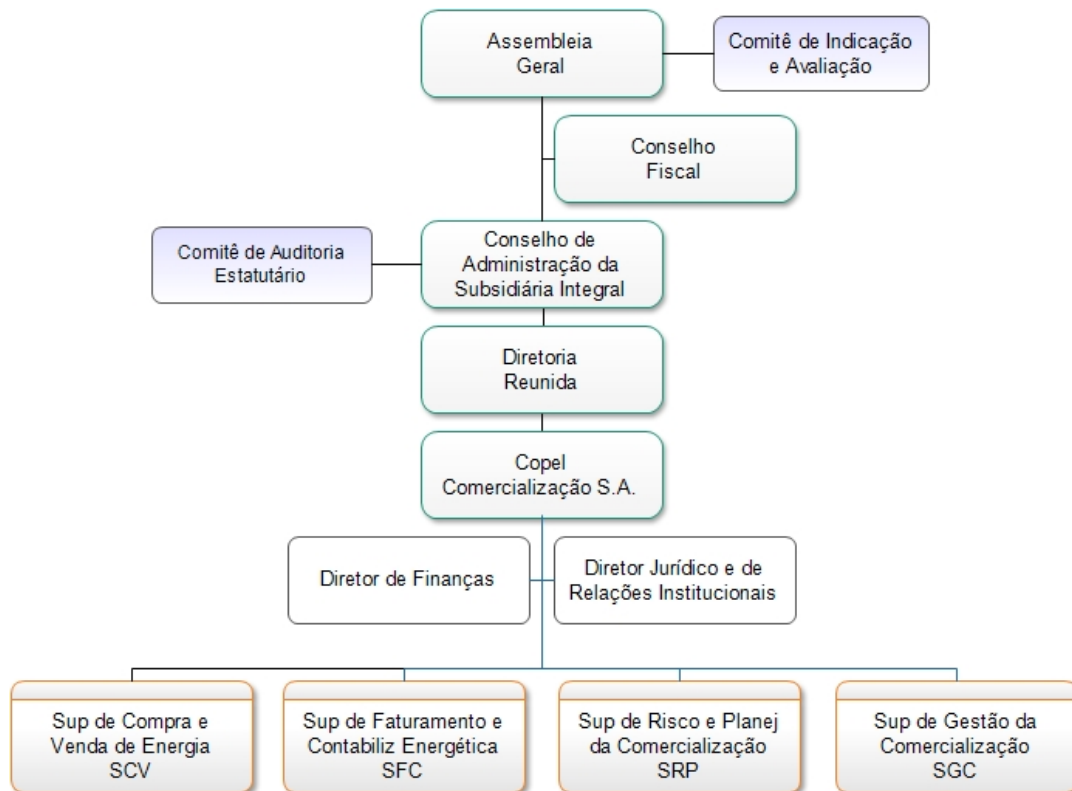 Assembleia
Geral
Comitê de Indicação
e Avaliação
Conselho
Fiscal
Comitê de Auditoria
Estatutário
Conselho de
Administração da
Subsidiária Integral
Diretoria
Reunida
Copel
Comercialização S.A.
Diretor de Finanças
Diretor Jurídico e de
Relações Institucionais
Sup de Compra e
Venda de Energia
SCV
Sup de Faturamento e
Contabiliz Energética
SFC
Sup de Risco e Planej
da Comercialização
SRP
Sup de Gestão da
Comercialização
SGC